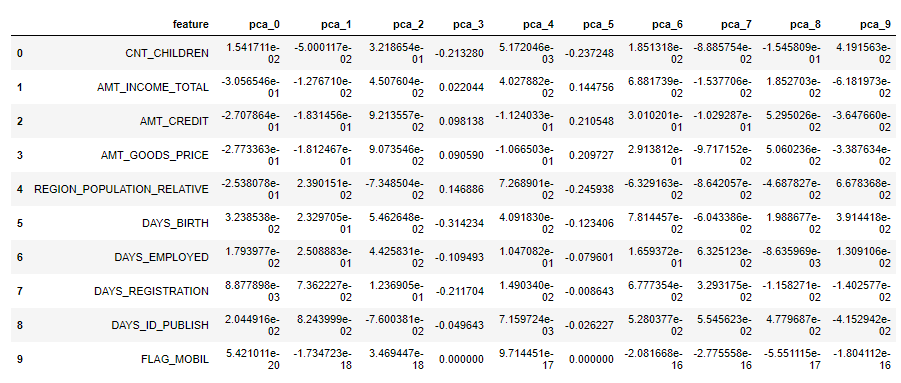 feature pca_0 pca_1 pca_2 pca_3 pca_4 pca_5 pca_6 pca_7 pca_8 pca_9
0 CNT_CHILDREN 1.541711e-02 -5.000117e-02 3.218654e-01 -0.213280 5.172046e-03 -0.237248 1.851318e-02 -8.885754e-02 -1.545809e-01 4.191563e-02
1 AMT_INCOME_TOTAL -3.056546e-01 -1.276710e-02 4.507604e-02 0.022044 4.027882e-02 0.144756 6.881739e-02 -1.537706e-02 1.852703e-02 -6.181973e-02
2 AMT_CREDIT -2.707864e-01 -1.831456e-01 9.213557e-02 0.098138 -1.124033e-01 0.210548 3.010201e-01 -1.029287e-01 5.295026e-02 -3.647660e-02
3 AMT_GOODS_PRICE -2.773363e-01 -1.812467e-01 9.073546e-02 0.090590 -1.066503e-01 0.209727 2.913812e-01 -9.717152e-02 5.060236e-02 -3.387634e-02
4 REGION_POPULATION_RELATIVE -2.538078e-01 2.390151e-02 -7.348504e-02 0.146886 7.268901e-02 -0.245938 -6.329163e-02 -8.642057e-02 -4.687827e-02 6.678368e-02
5 DAYS_BIRTH 3.238538e-02 2.329705e-01 5.462648e-02 -0.314234 4.091830e-02 -0.123406 7.814457e-02 -6.043386e-02 1.988677e-02 3.914418e-02
6 DAYS_EMPLOYED 1.793977e-02 2.508883e-01 4.425831e-02 -0.109493 1.047082e-01 -0.079601 1.659372e-01 6.325123e-02 -8.635969e-03 1.309106e-02
7 DAYS_REGISTRATION 8.877898e-03 7.362227e-02 1.236905e-01 -0.211704 1.490340e-02 -0.008643 6.777354e-02 3.293175e-02 -1.158271e-01 -1.402577e-02
8 DAYS_ID_PUBLISH 2.044916e-02 8.243999e-02 -7.600381e-02 -0.049643 7.159724e-03 -0.026227 5.280377e-02 5.545623e-02 4.779687e-02 -4.152942e-02
9 FLAG_MOBIL 5.421011e-20 -1.734723e-18 3.469447e-18 0.000000 9.714451e-17 0.000000 -2.081668e-16 -2.775558e-16 -5.551115e-17 -1.804112e-16